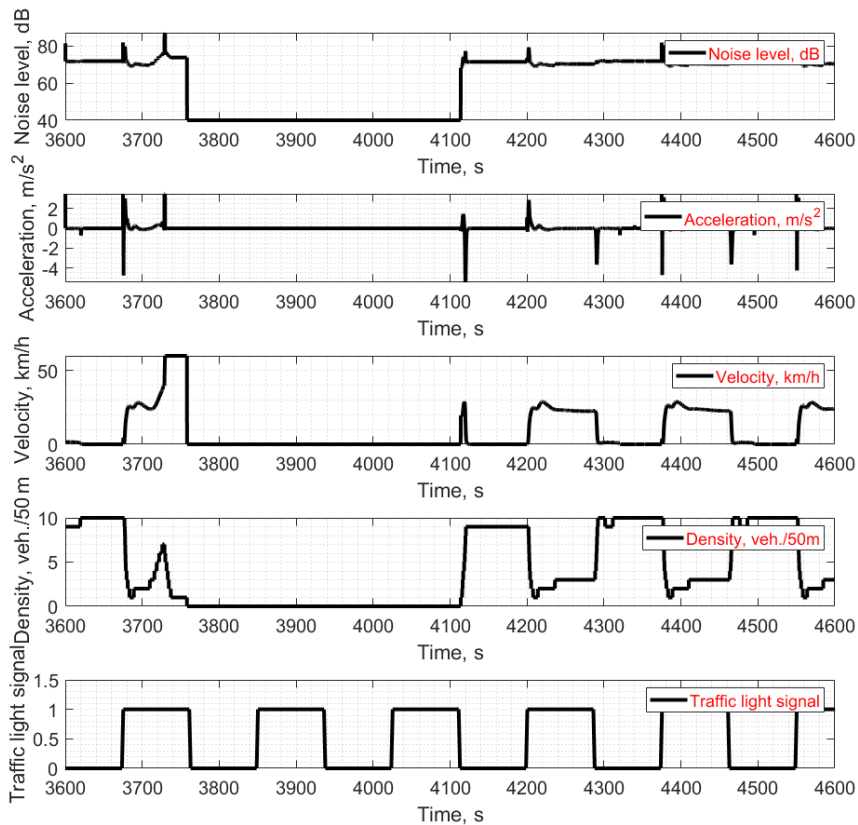 Noise level, dB
80
60
40
Noise level, dB
3600 3700 3800 3900 4000 4100 4200 4300 4400 4500 4600
Time, s
Acceleration, m/s²
2
0
-2
-4
Acceleration, m/s²
3600 3700 3800 3900 4000 4100 4200 4300 4400 4500 4600
Time, s
Velocity, km/h
50
0
Velocity, km/h
3600 3700 3800 3900 4000 4100 4200 4300 4400 4500 4600
Time, s
Density, veh./50 m
10
5
0
Density, veh./50m
3600 3700 3800 3900 4000 4100 4200 4300 4400 4500 4600
Time, s
Traffic light signal
1.5
1
0.5
0
Traffic light signal
3600 3700 3800 3900 4000 4100 4200 4300 4400 4500 4600
Time, s